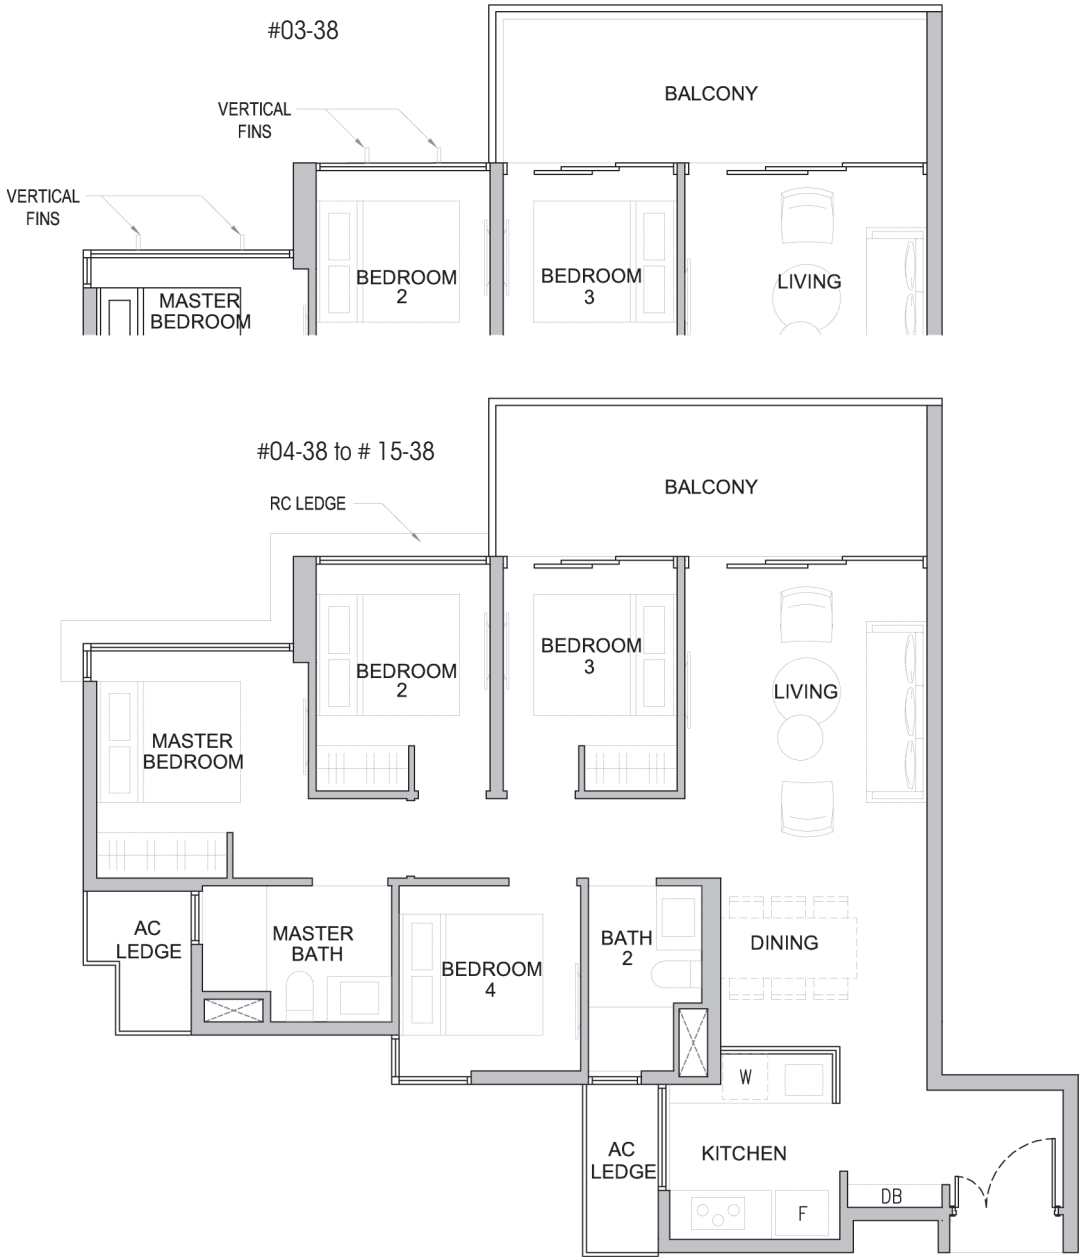 #03-38
BALCONY
VERTICAL
FINS
VERTICAL
FINS
BEDROOM
2
BEDROOM
3
LIVING
MASTER
BEDROOM
#04-38 to # 15-38
BALCONY
RC LEDGE
BEDROOM
2
BEDROOM
3
LIVING
MASTER
BEDROOM
AC
LEDGE
MASTER
BATH
BEDROOM
4
BATH
2
DINING
W
AC
LEDGE
KITCHEN
DB
F